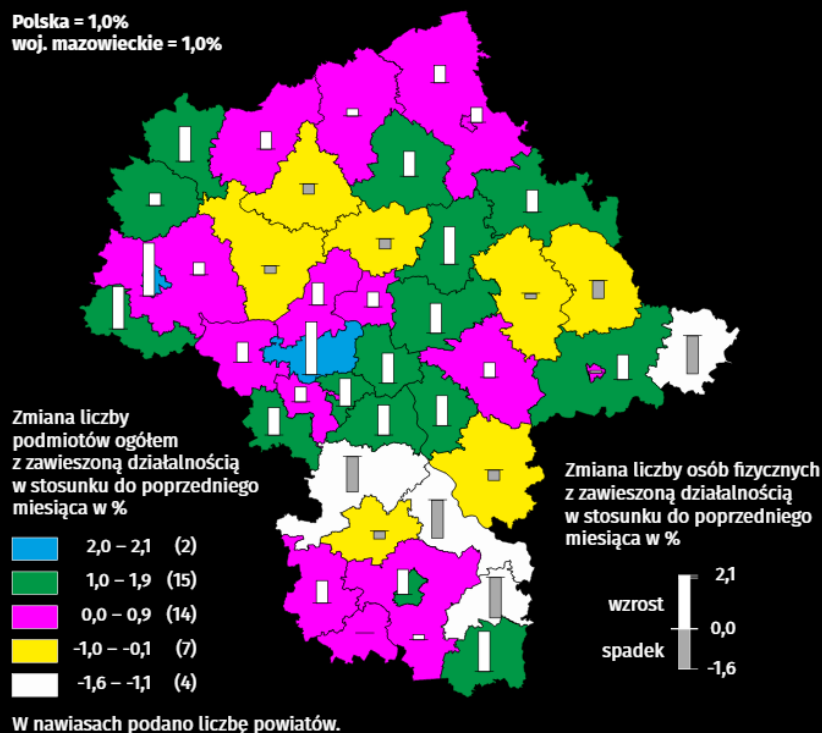 Polska = 1,0%
woj. mazowieckie = 1,0%
Zmiana liczby
podmiotów ogółem
z zawieszoną działalnością
w stosunku do poprzedniego
miesiąca w %
2,0 – 2,1 (2)
1,0 – 1,9 (15)
0,0 – 0,9 (14)
-1,0 – -0,1 (7)
-1,6 – -1,1 (4)
W nawiasach podano liczbę powiatów.
Zmiana liczby osób fizycznych
z zawieszoną działalnością
w stosunku do poprzedniego
miesiąca w %
2,1
wzrost
0,0
spadek
-1,6